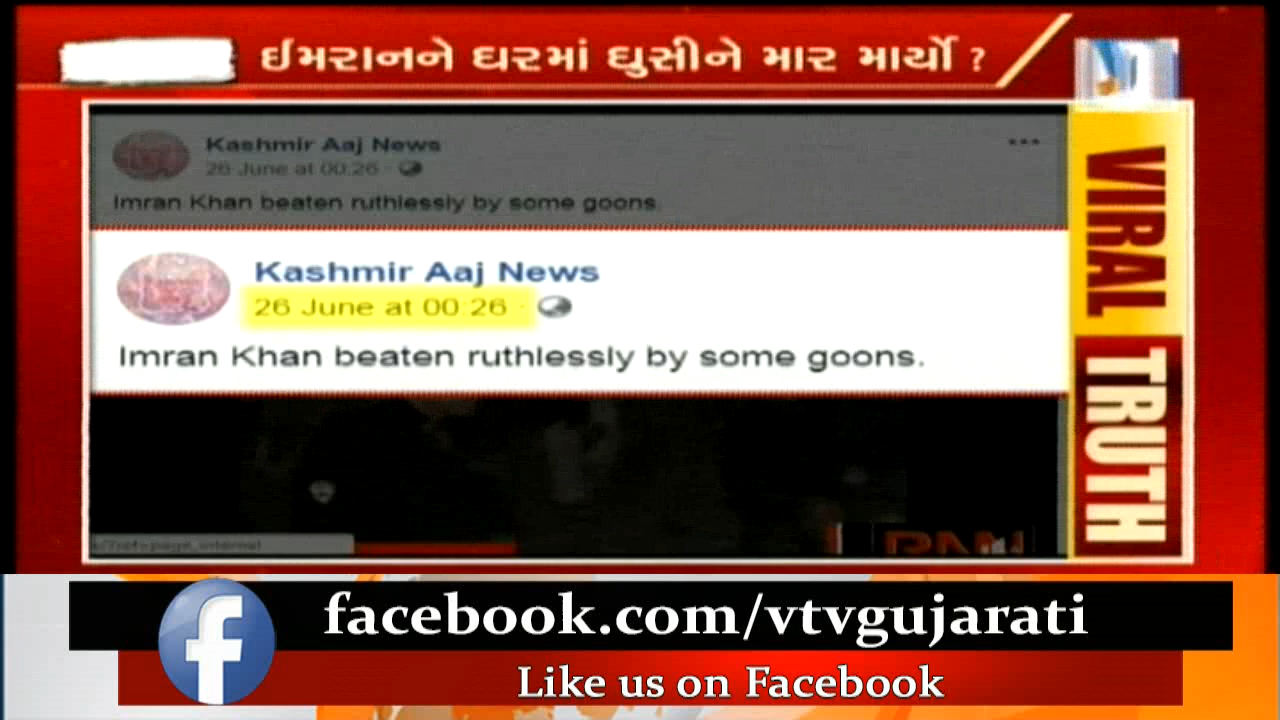 ઈમરાનને ઘરમાં ઘુસીને માર માર્યો ?
Kashmir Aaj News
26 June at 00:26
Imran Khan beaten ruthlessly by some goons.
Kashmir Aaj News
26 June at 00:26
Imran Khan beaten ruthlessly by some goons.
VIRAL TRUTH
facebook.com/vtvgujarati
Like us on Facebook